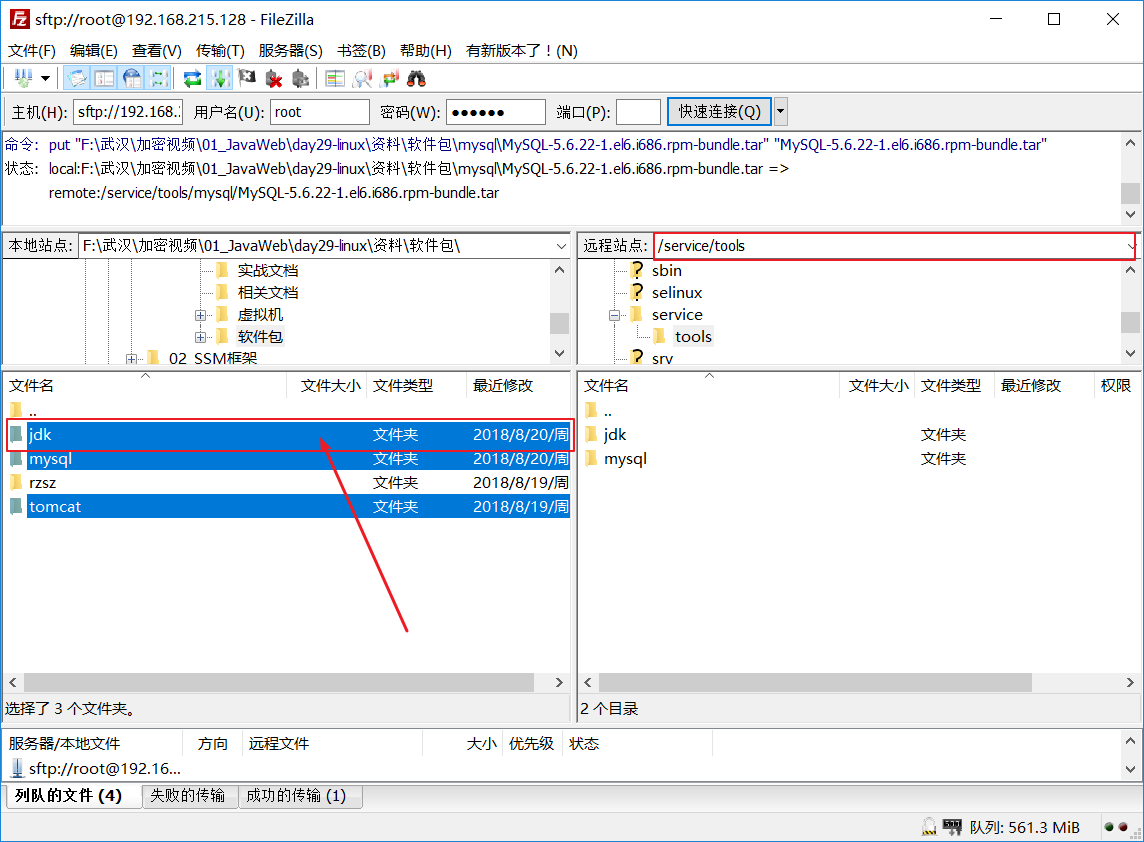 sftp://root@192.168.215.128 - FileZilla
文件(F) 编辑(E) 查看(V) 传输(T) 服务器(S) 书签(B) 帮助(H) 有新版本了！(N)
主机(H): sftp://192.168. 用户名(U): root 密码(W): ●●●●●● 端口(P): 快速连接(Q)
命令: put "F:\武汉\加密视频\01_JavaWeb\day29-linux\资料\软件包\mysql\MySQL-5.6.22-1.el6.i686.rpm-bundle.tar" "MySQL-5.6.22-1.el6.i686.rpm-bundle.tar"
状态: local:F:\武汉\加密视频\01_JavaWeb\day29-linux\资料\软件包\mysql\MySQL-5.6.22-1.el6.i686.rpm-bundle.tar =>
remote:/service/tools/mysql/MySQL-5.6.22-1.el6.i686.rpm-bundle.tar
本地站点: F:\武汉\加密视频\01_JavaWeb\day29-linux\资料\软件包\
实战文档
相关文档
虚拟机
软件包
02_SSM框架
远程站点: /service/tools
sbin
selinux
service
tools
srv
文件名 文件大小 文件类型 最近修改
..
jdk 文件夹 2018/8/20/周
mysql 文件夹 2018/8/20/周
rzsz 文件夹 2018/8/19/周
tomcat 文件夹 2018/8/19/周
选择了 3 个文件夹。
文件名 文件大小 文件类型 最近修改 权限
..
jdk 文件夹
mysql 文件夹
2 个目录
服务器/本地文件 方向 远程文件 大小 优先级 状态
sftp://root@192.16...
列队的文件 (4) 失败的传输 成功的传输 (1)
队列: 561.3 MiB